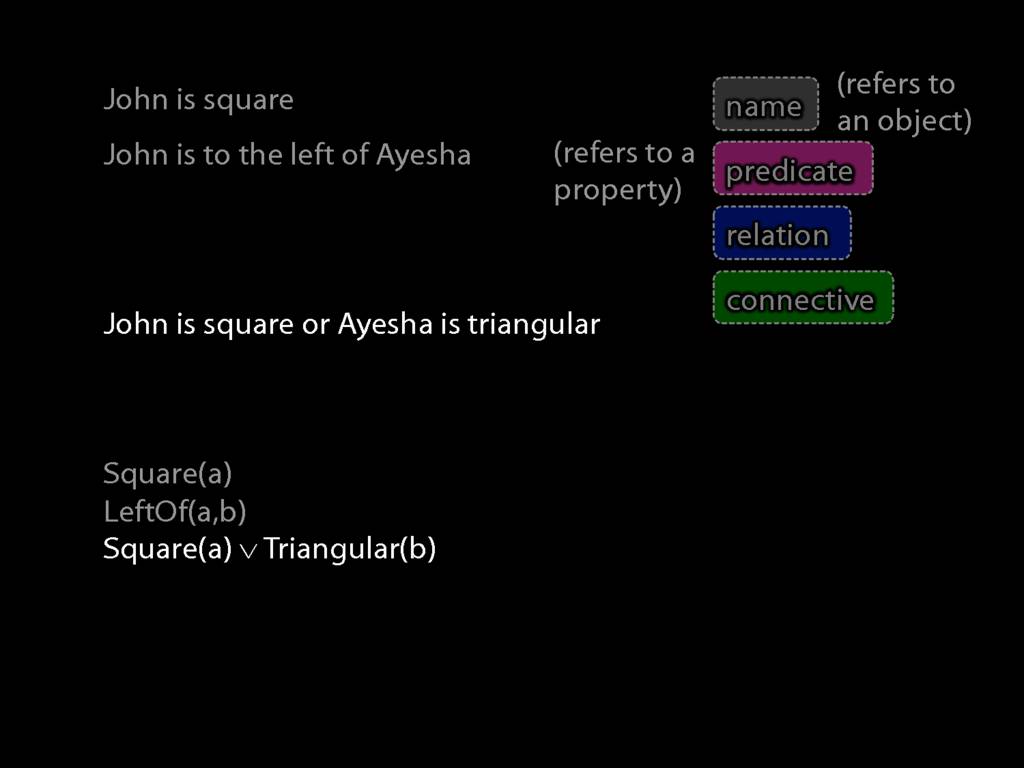 John is square
name
(refers to
an object)
John is to the left of Ayesha
(refers to a
property)
predicate
relation
connective
John is square or Ayesha is triangular
Square(a)
LeftOf(a,b)
Square(a) ∨ Triangular(b)